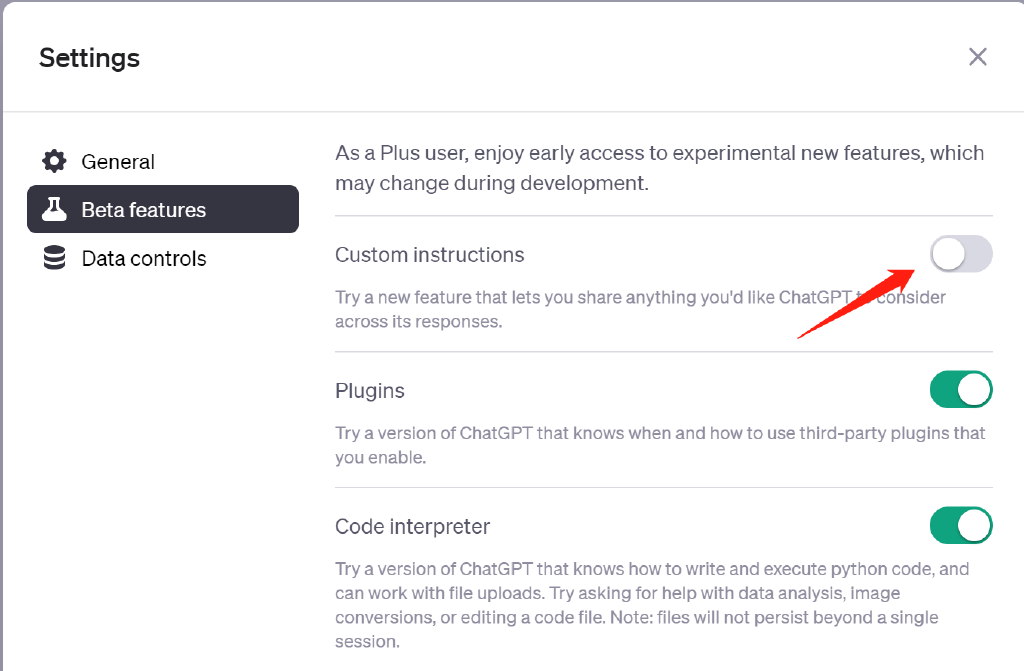 Settings
General
Beta features
Data controls
As a Plus user, enjoy early access to experimental new features, which
may change during development.
Custom instructions
Try a new feature that lets you share anything you'd like ChatGPT to consider
across its responses.
Plugins
Try a version of ChatGPT that knows when and how to use third-party plugins that
you enable.
Code interpreter
Try a version of ChatGPT that knows how to write and execute python code, and
can work with file uploads. Try asking for help with data analysis, image
conversions, or editing a code file. Note: files will not persist beyond a single
session.